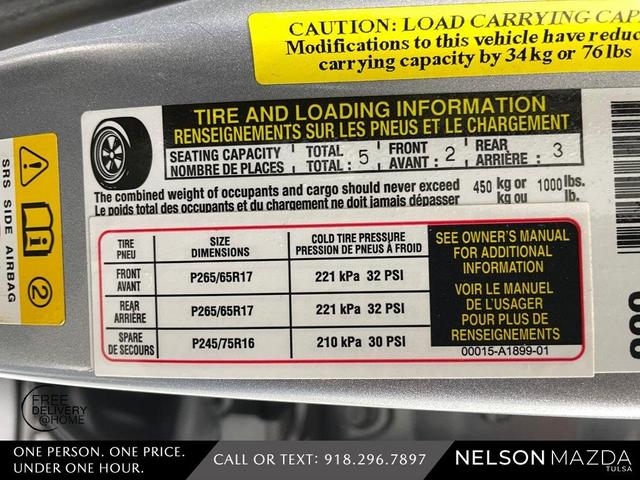 CAUTION: LOAD CARRYING CAP
Modifications to this vehicle have reduc
carrying capacity by 34 kg or 76 lbs
TIRE AND LOADING INFORMATION
RENSEIGNEMENTS SUR LES PNEUS ET LE CHARGEMENT
SEATING CAPACITY TOTAL FRONT REAR
NOMBRE DE PLACES TOTAL : 5 AVANT : 2 ARRIÈRE : 3
The combined weight of occupants and cargo should never exceed 450 kg or 1000 lbs.
Le poids total des occupants et du chargement ne doit jamais dépasser kg ou lb.
TIRE SIZE COLD TIRE PRESSURE
PNEU DIMENSIONS PRESSION DE PNEUS À FROID
FRONT
AVANT P265/65R17 221 kPa 32 PSI
REAR
ARRIÈRE P265/65R17 221 kPa 32 PSI
SPARE
DE SECOURS P245/75R16 210 kPa 30 PSI
SEE OWNER'S MANUAL
FOR ADDITIONAL
INFORMATION
VOIR LE MANUEL
DE L'USAGER
POUR PLUS DE
RENSEIGNEMENTS
00015-A1899-01
SRS SIDE AIRBAG
2
FREE
DELIVERY
@HOME
ONE PERSON. ONE PRICE.
UNDER ONE HOUR.
CALL OR TEXT: 918.296.7897
NELSON MAZDA
TULSA